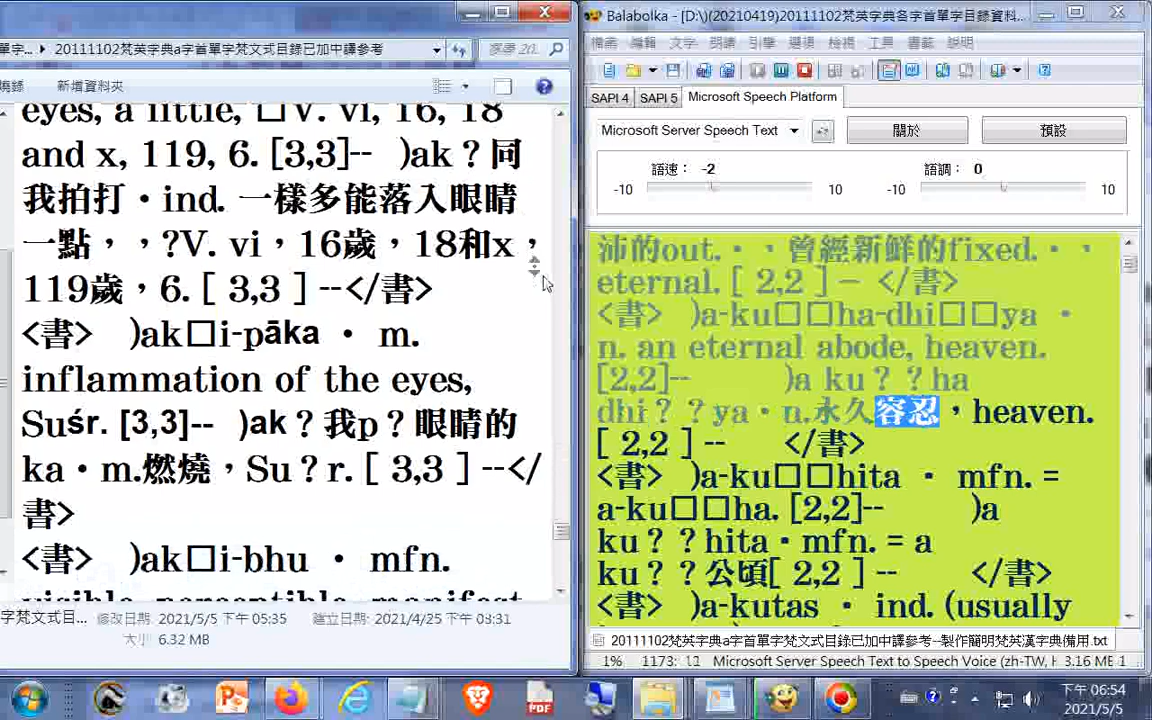 單字... ▸ 20111102梵英字典a字首單字梵文式目錄已加中譯參考
新增資料夾
eyes, a little, □V. vi, 16, 18
and x, 119, 6. [3,3]-- )ak？同
我拍打・ind. 一樣多能落入眼睛
一點，，?V. vi，16歲，18和x，
119歲，6. [ 3,3 ] --</書>
<書> )ak□i-pāka ・ m.
inflammation of the eyes,
Suśr. [3,3]-- )ak？我p？眼睛的
ka・m.燃燒，Su？r. [ 3,3 ] --</
書>
<書> )ak□i-bhu ・ mfn.
visible, perceptible, manifest
字梵文式目錄... 修改日期: 2021/5/5 下午 05:35 建立日期: 2021/4/25 下午 08:31
大小: 6.32 MB
Balabolka - [D:\)(20210419)20111102梵英字典各字首單字目錄資料...
檔案 編輯 文字 朗讀 引擎 選項 檢視 工具 書籤 說明
SAPI 4 SAPI 5 Microsoft Speech Platform
Microsoft Server Speech Text 關於 預設
語速： -2 語調： 0
-10 10 -10 10
沛的out.・，曾經新鮮的fixed.・，
eternal. [ 2,2 ] -- </書>
<書> )a-ku□□ha-dhi□□ya ・
n. an eternal abode, heaven.
[2,2]-- )a ku？？ha
dhi？？ya・n.永久容忍，heaven.
[ 2,2 ] -- </書>
<書> )a-ku□□hita ・ mfn. =
a-ku□□ha. [2,2]-- )a
ku？？hita・mfn. = a
ku？？公頃[ 2,2 ] -- </書>
<書> )a-kutas ・ ind. (usually
20111102梵英字典a字首單字梵文式目錄已加中譯參考--製作簡明梵英漢字典備用.txt
1% 1173: 11 Microsoft Server Speech Text to Speech Voice (zh-TW, H 3.16 ME 1
PDF
下午 06:54
2021/5/5